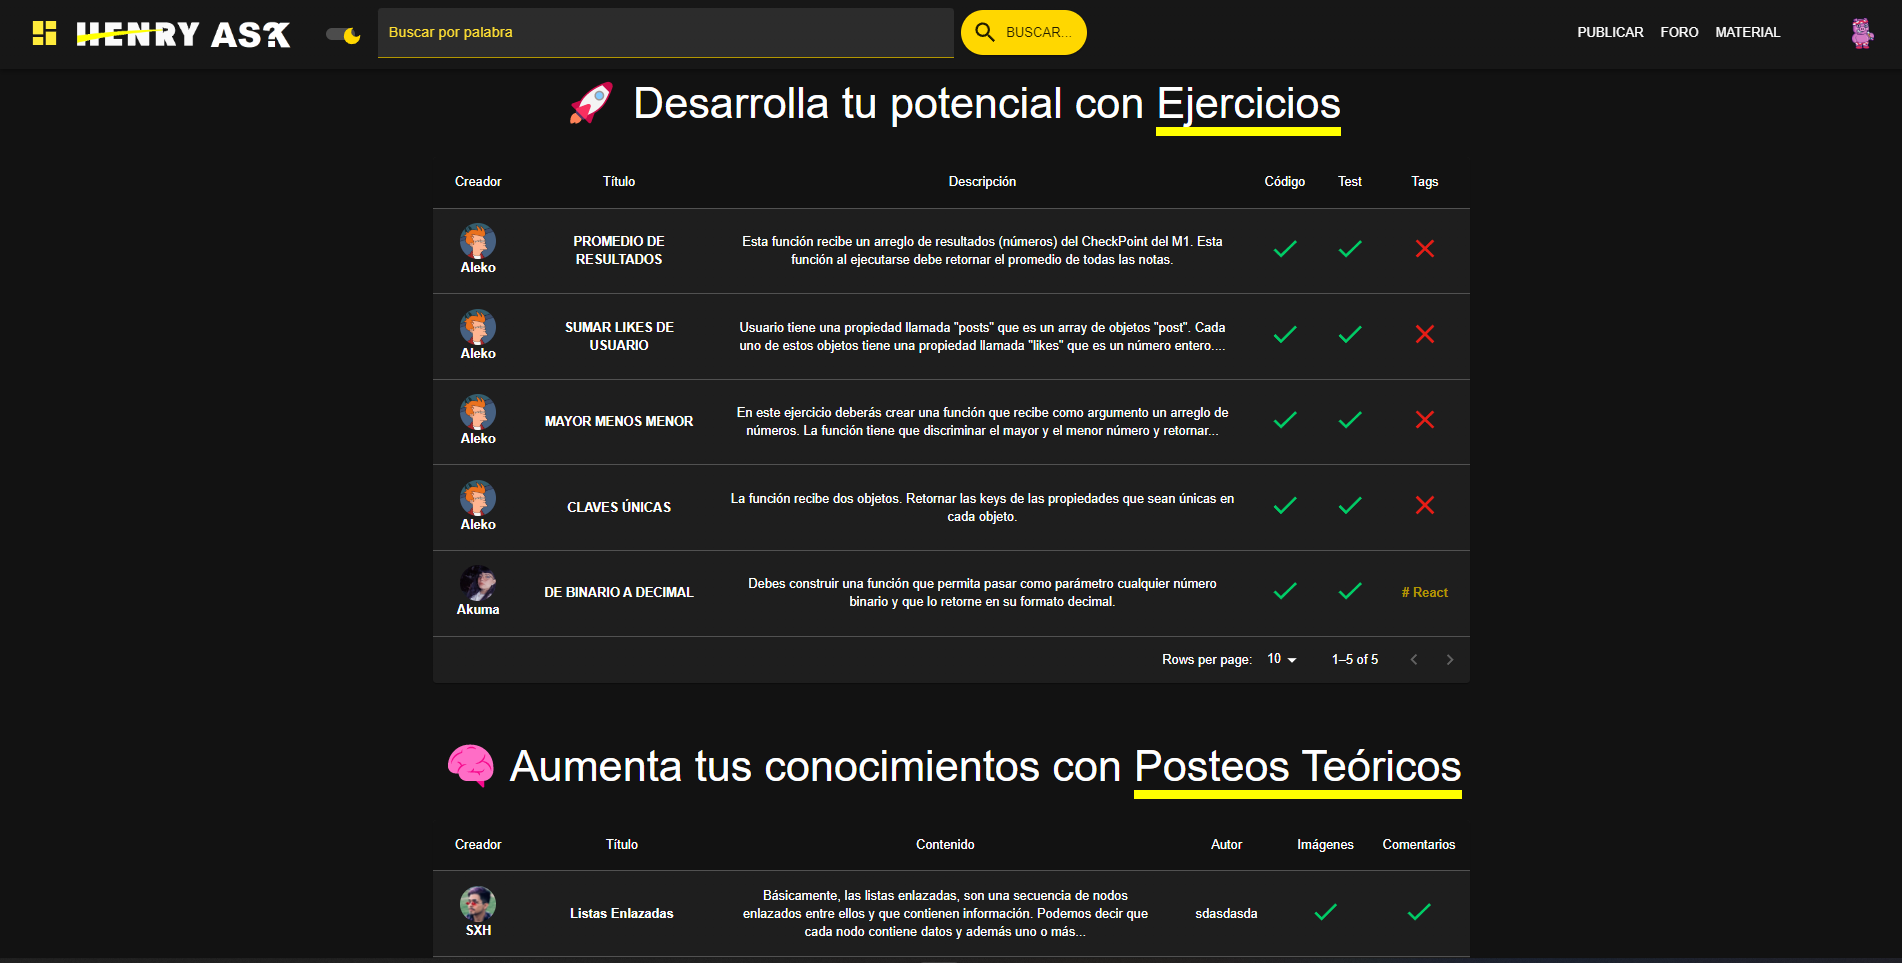 HENRY ASK
Buscar por palabra
BUSCAR...
PUBLICAR FORO MATERIAL
Desarrolla tu potencial con Ejercicios
Creador Título Descripción Código Test Tags
Aleko
PROMEDIO DE
RESULTADOS
Esta función recibe un arreglo de resultados (números) del CheckPoint del M1. Esta
función al ejecutarse debe retornar el promedio de todas las notas.
Aleko
SUMAR LIKES DE
USUARIO
Usuario tiene una propiedad llamada "posts" que es un array de objetos "post". Cada
uno de estos objetos tiene una propiedad llamada "likes" que es un número entero....
Aleko
MAYOR MENOS MENOR
En este ejercicio deberás crear una función que recibe como argumento un arreglo de
números. La función tiene que discriminar el mayor y el menor número y retornar...
Aleko
CLAVES ÚNICAS
La función recibe dos objetos. Retornar las keys de las propiedades que sean únicas en
cada objeto.
Akuma
DE BINARIO A DECIMAL
Debes construir una función que permita pasar como parámetro cualquier número
binario y que lo retorne en su formato decimal.
# React
Rows per page: 10 1–5 of 5
Aumenta tus conocimientos con Posteos Teóricos
Creador Título Contenido Autor Imágenes Comentarios
SXH
Listas Enlazadas
Básicamente, las listas enlazadas, son una secuencia de nodos
enlazados entre ellos y que contienen información. Podemos decir que
cada nodo contiene datos y además uno o más...
sdasdasda